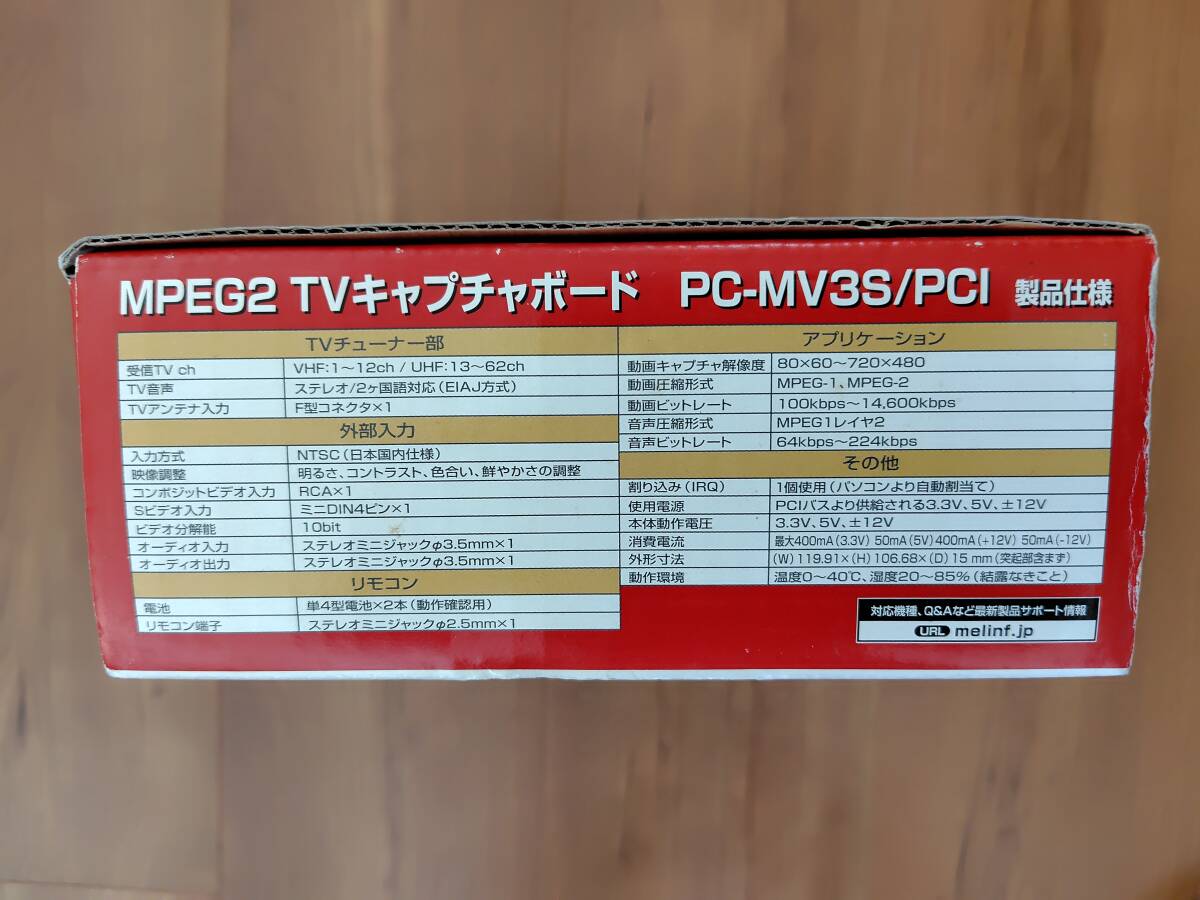 MPEG2 TVキャプチャボード PC-MV3S/PCI 製品仕様
TVチューナー部
受信TV ch VHF:1~12ch / UHF:13~62ch
TV音声 ステレオ/2ヶ国語対応(EIAJ方式)
TVアンテナ入力 F型コネクタ×1
外部入力
入力方式 NTSC(日本国内仕様)
映像調整 明るさ、コントラスト、色合い、鮮やかさの調整
コンポジットビデオ入力 RCA×1
Sビデオ入力 ミニDIN4ピン×1
ビデオ分解能 10bit
オーディオ入力 ステレオミニジャックφ3.5mm×1
オーディオ出力 ステレオミニジャックφ3.5mm×1
リモコン
電池 単4型電池×2本(動作確認用)
リモコン端子 ステレオミニジャックφ2.5mm×1
アプリケーション
動画キャプチャ解像度 80×60~720×480
動画圧縮形式 MPEG-1、MPEG-2
動画ビットレート 100kbps~14,600kbps
音声圧縮形式 MPEG1レイヤ2
音声ビットレート 64kbps~224kbps
その他
割り込み(IRQ) 1個使用(パソコンより自動割当て)
使用電源 PCIバスより供給される3.3V、5V、±12V
本体動作電圧 3.3V、5V、±12V
消費電流 最大400mA(3.3V) 50mA(5V) 400mA(+12V) 50mA(-12V)
外形寸法 (W)119.91×(H)106.68×(D)15mm(突起部含まず)
動作環境 温度0~40℃、湿度20~85%(結露なきこと)
対応機種、Q&Aなど最新製品サポート情報
URL melinf.jp